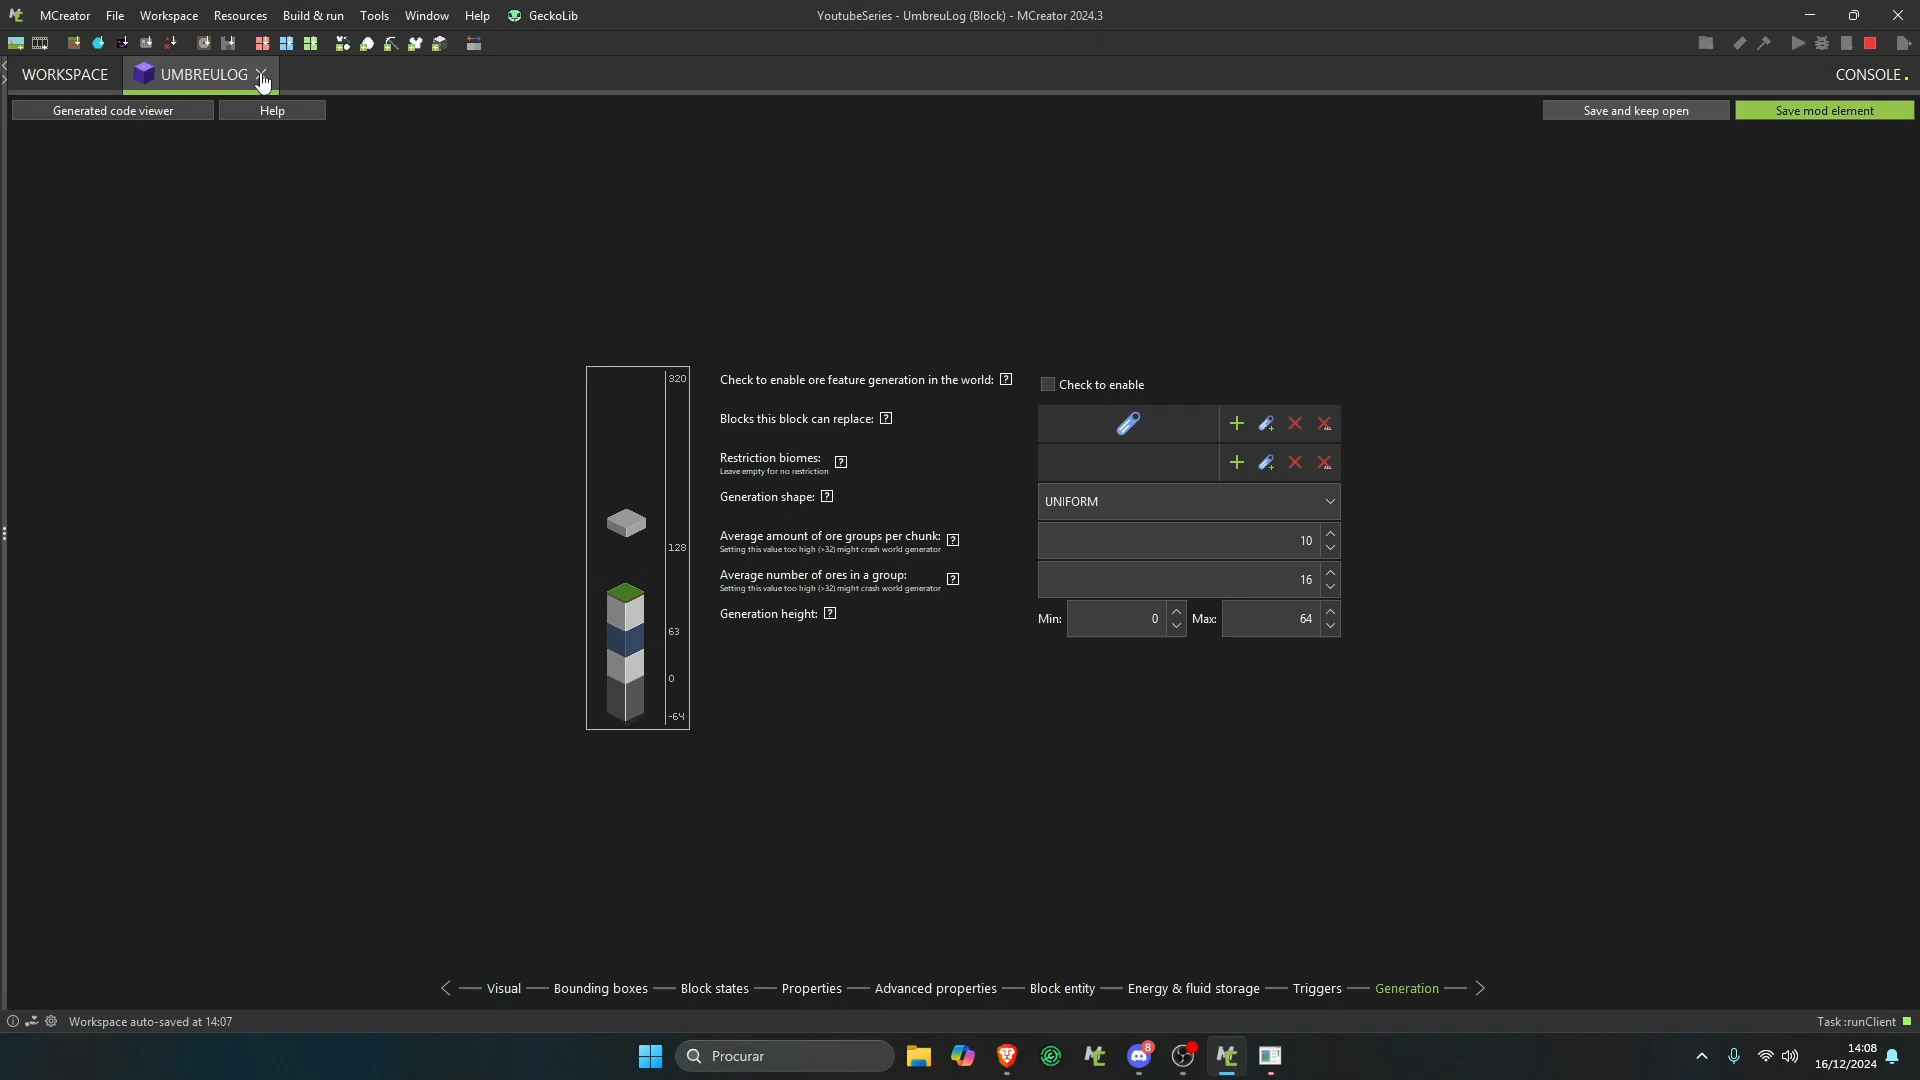 MCreator File Workspace Resources Build & run Tools Window Help GeckoLib YoutubeSeries - UmbreuLog (Block) - MCreator 2024.3
WORKSPACE UMBREULOG CONSOLE
Generated code viewer Help Save and keep open Save mod element
320
128
63
0
-64
Check to enable ore feature generation in the world: ? Check to enable
Blocks this block can replace: ?
Restriction biomes: ?
Leave empty for no restriction
Generation shape: ? UNIFORM
Average amount of ore groups per chunk: ? 10
Setting this value too high (>32) might crash world generator
Average number of ores in a group: ? 16
Setting this value too high (>32) might crash world generator
Generation height: ? Min: 0 Max: 64
Visual Bounding boxes Block states Properties Advanced properties Block entity Energy & fluid storage Triggers Generation
Workspace auto-saved at 14:07 Task :runClient
Procurar 8 14:08
16/12/2024